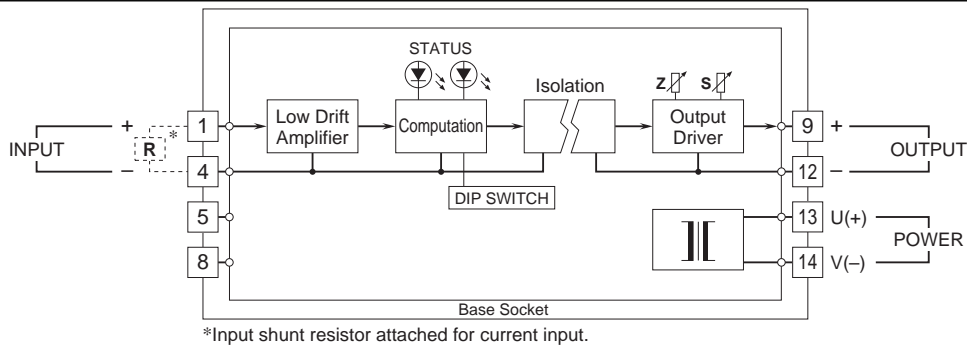 STATUS
Isolation
Z
S
INPUT
+
–
R
*
1
4
5
8
Low Drift
Amplifier
Computation
DIP SWITCH
Output
Driver
9
12
13
14
+
–
OUTPUT
U(+)
V(–)
POWER
Base Socket
*Input shunt resistor attached for current input.